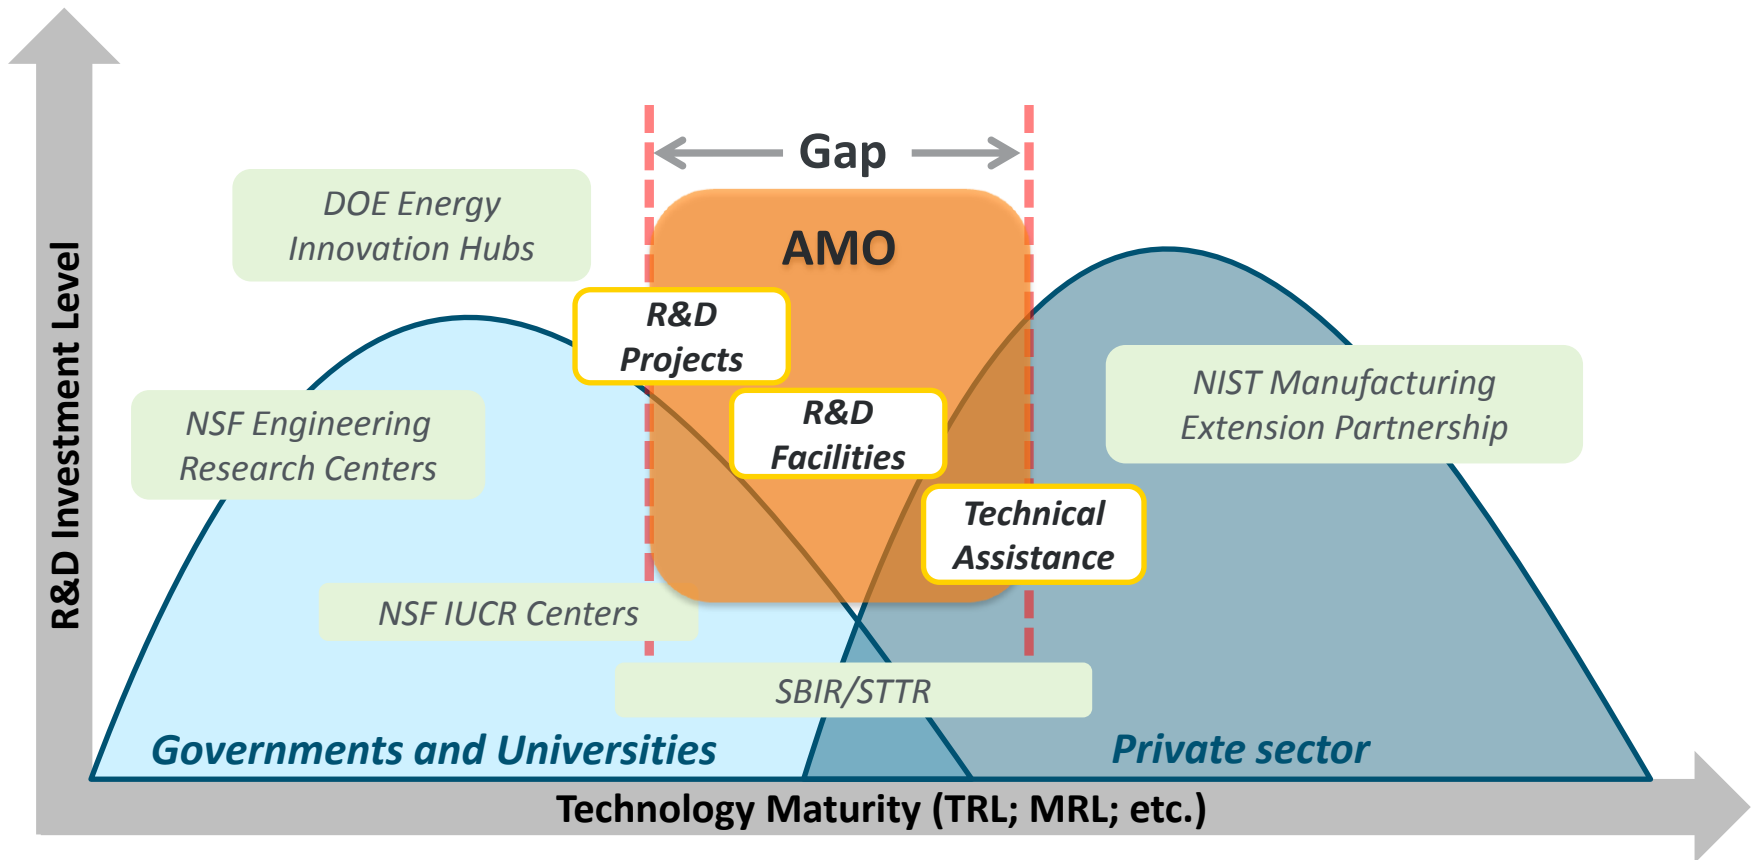 Gap
DOE Energy
Innovation Hubs
AMO
R&D
Projects
NSF Engineering
Research Centers
R&D
Facilities
NIST Manufacturing
Extension Partnership
Technical
Assistance
NSF IUCR Centers
SBIR/STTR
Governments and Universities
Private sector
R&D Investment Level
Technology Maturity (TRL; MRL; etc.)